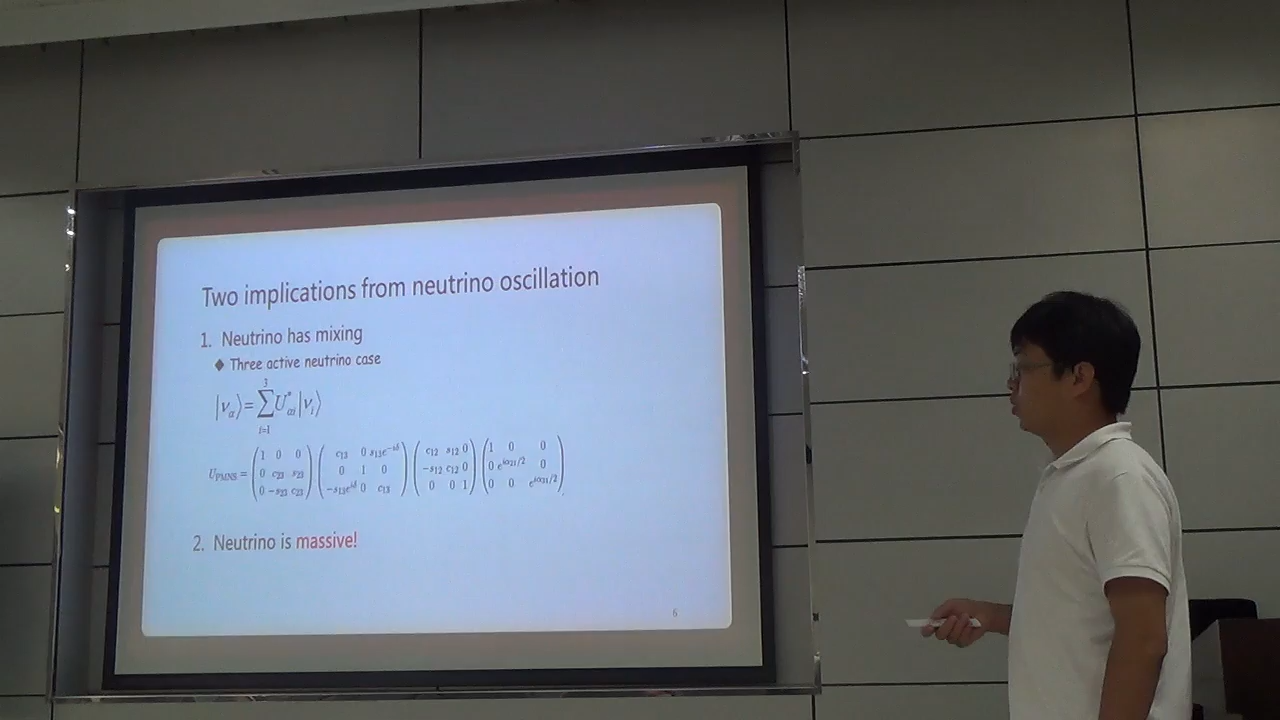 Two implications from neutrino oscillation
1. Neutrino has mixing
◆ Three active neutrino case
|ν_α⟩ = ∑_{i=1}^{3} U*_{αi} |ν_i⟩
U_PMNS = (1 0 0; 0 c₂₃ s₂₃; 0 −s₂₃ c₂₃) (c₁₃ 0 s₁₃e^{−iδ}; 0 1 0; −s₁₃e^{iδ} 0 c₁₃) (c₁₂ s₁₂ 0; −s₁₂ c₁₂ 0; 0 0 1) (1 0 0; 0 e^{iα₂₁/2} 0; 0 0 e^{iα₃₁/2})
2. Neutrino is massive!
6